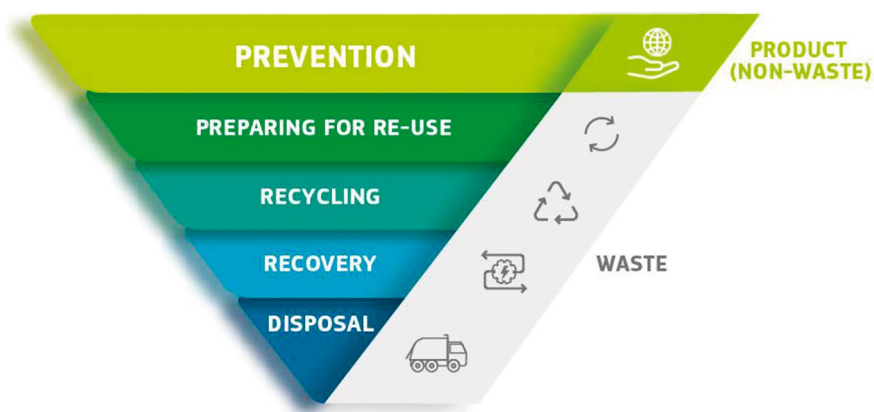 PREVENTION
PRODUCT
(NON-WASTE)
PREPARING FOR RE-USE
RECYCLING
RECOVERY
WASTE
DISPOSAL